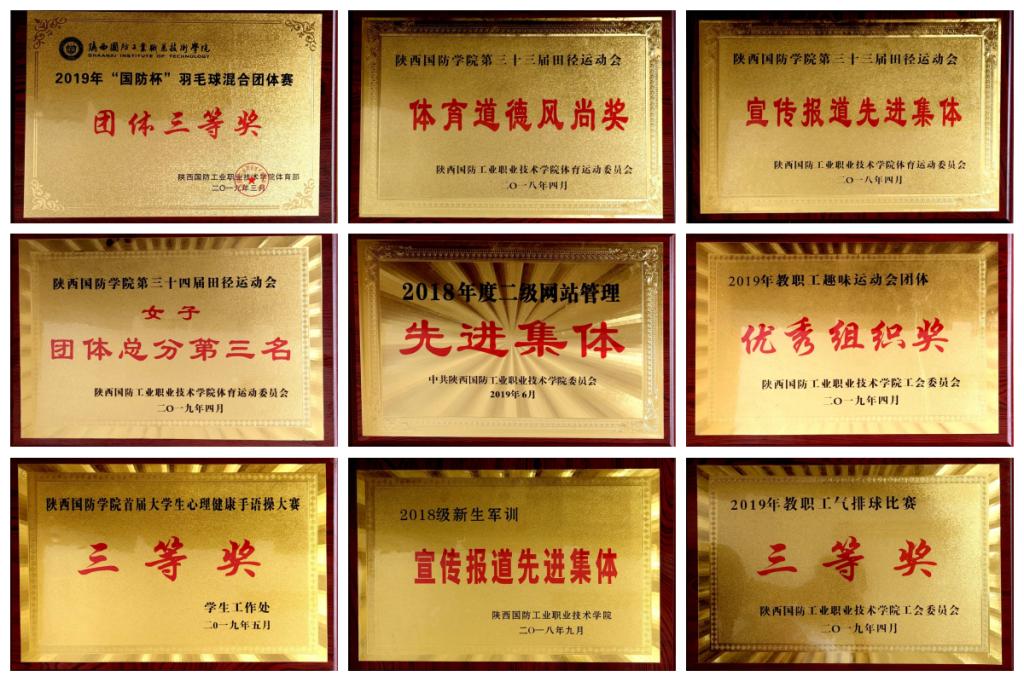 陕西国防工业职业技术学院
SHAANXI INSTITUTE OF TECHNOLOGY
2019年“国防杯”羽毛球混合团体赛
团体三等奖
陕西国防工业职业技术学院体育部
二〇一九年三月
陕西国防学院第三十三届田径运动会
体育道德风尚奖
陕西国防工业职业技术学院体育运动委员会
二〇一八年四月
陕西国防学院第三十三届田径运动会
宣传报道先进集体
陕西国防工业职业技术学院体育运动委员会
二〇一八年四月
陕西国防学院第三十四届田径运动会
女子
团体总分第三名
陕西国防工业职业技术学院体育运动委员会
二〇一九年四月
2018年度二级网站管理
先进集体
中共陕西国防工业职业技术学院委员会
2019年6月
2019年教职工趣味运动会团体
优秀组织奖
陕西国防工业职业技术学院工会委员会
二〇一九年四月
陕西国防学院首届大学生心理健康手语操大赛
三等奖
学生工作处
二0一九年五月
2018级新生军训
宣传报道先进集体
陕西国防工业职业技术学院
二〇一八年九月
2019年教职工气排球比赛
三等奖
陕西国防工业职业技术学院工会委员会
二〇一九年四月